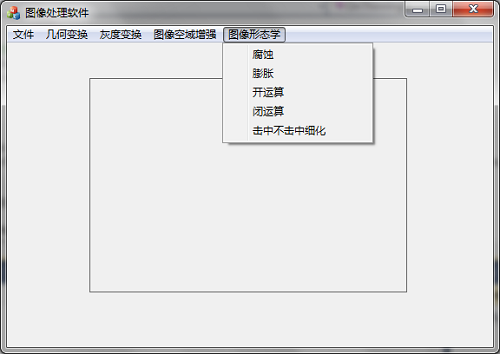 图像处理软件
文件 几何变换 灰度变换 图像空域增强 图像形态学
腐蚀
膨胀
开运算
闭运算
击中不击中细化